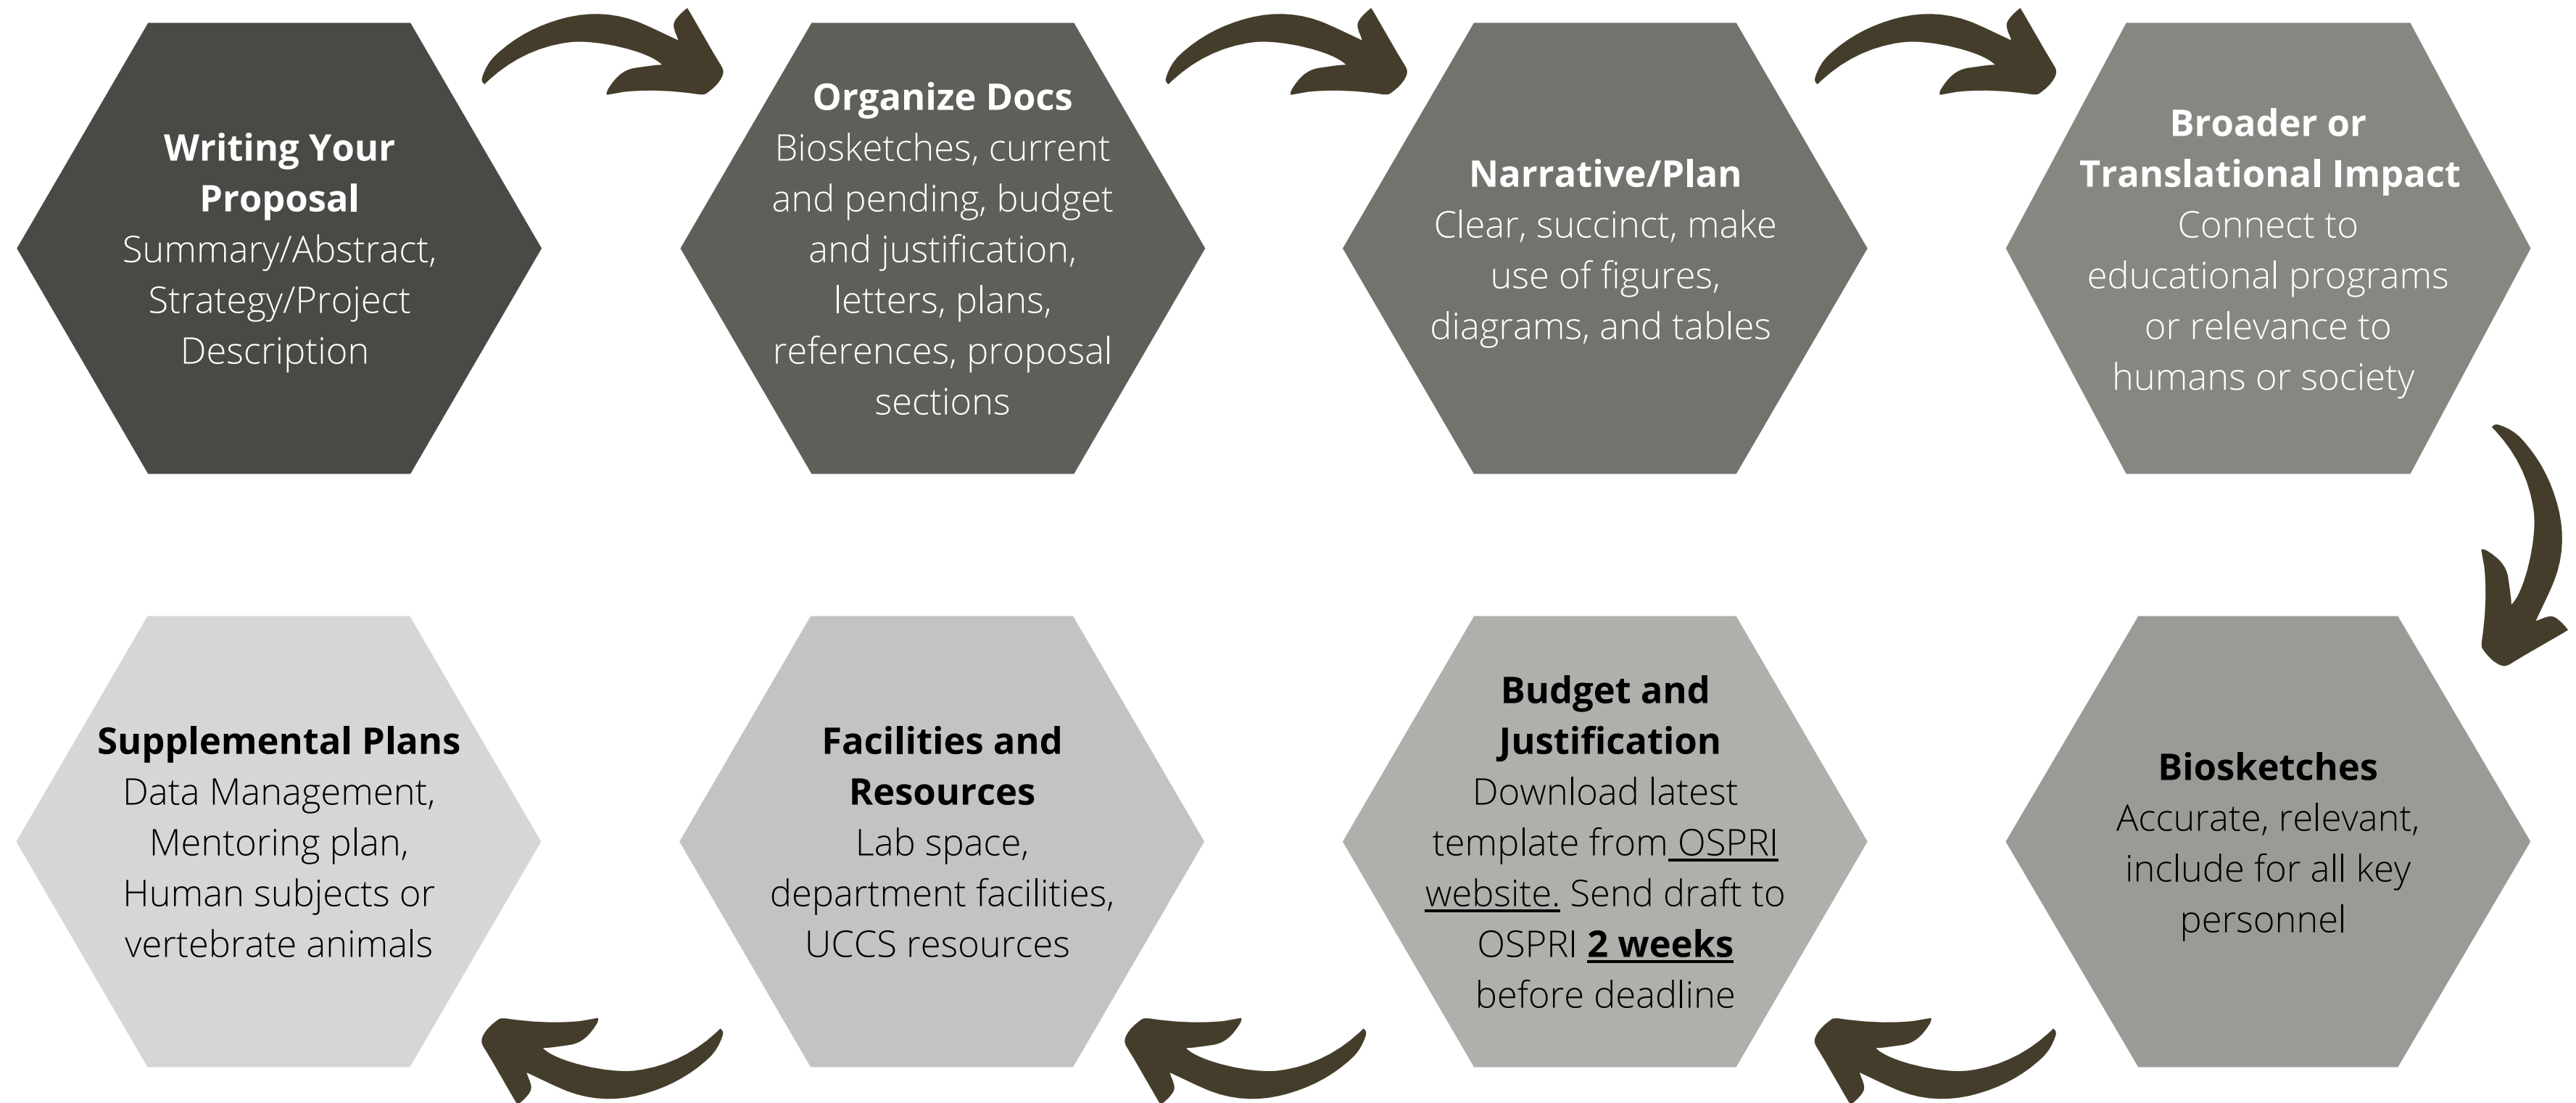 Writing Your
Proposal
Summary/Abstract,
Strategy/Project
Description
Organize Docs
Biosketches, current
and pending, budget
and justification,
letters, plans,
references, proposal
sections
Narrative/Plan
Clear, succinct, make
use of figures,
diagrams, and tables
Broader or
Translational Impact
Connect to
educational programs
or relevance to
humans or society
Biosketches
Accurate, relevant,
include for all key
personnel
Budget and
Justification
Download latest
template from OSPRI
website. Send draft to
OSPRI 2 weeks
before deadline
Facilities and
Resources
Lab space,
department facilities,
UCCS resources
Supplemental Plans
Data Management,
Mentoring plan,
Human subjects or
vertebrate animals